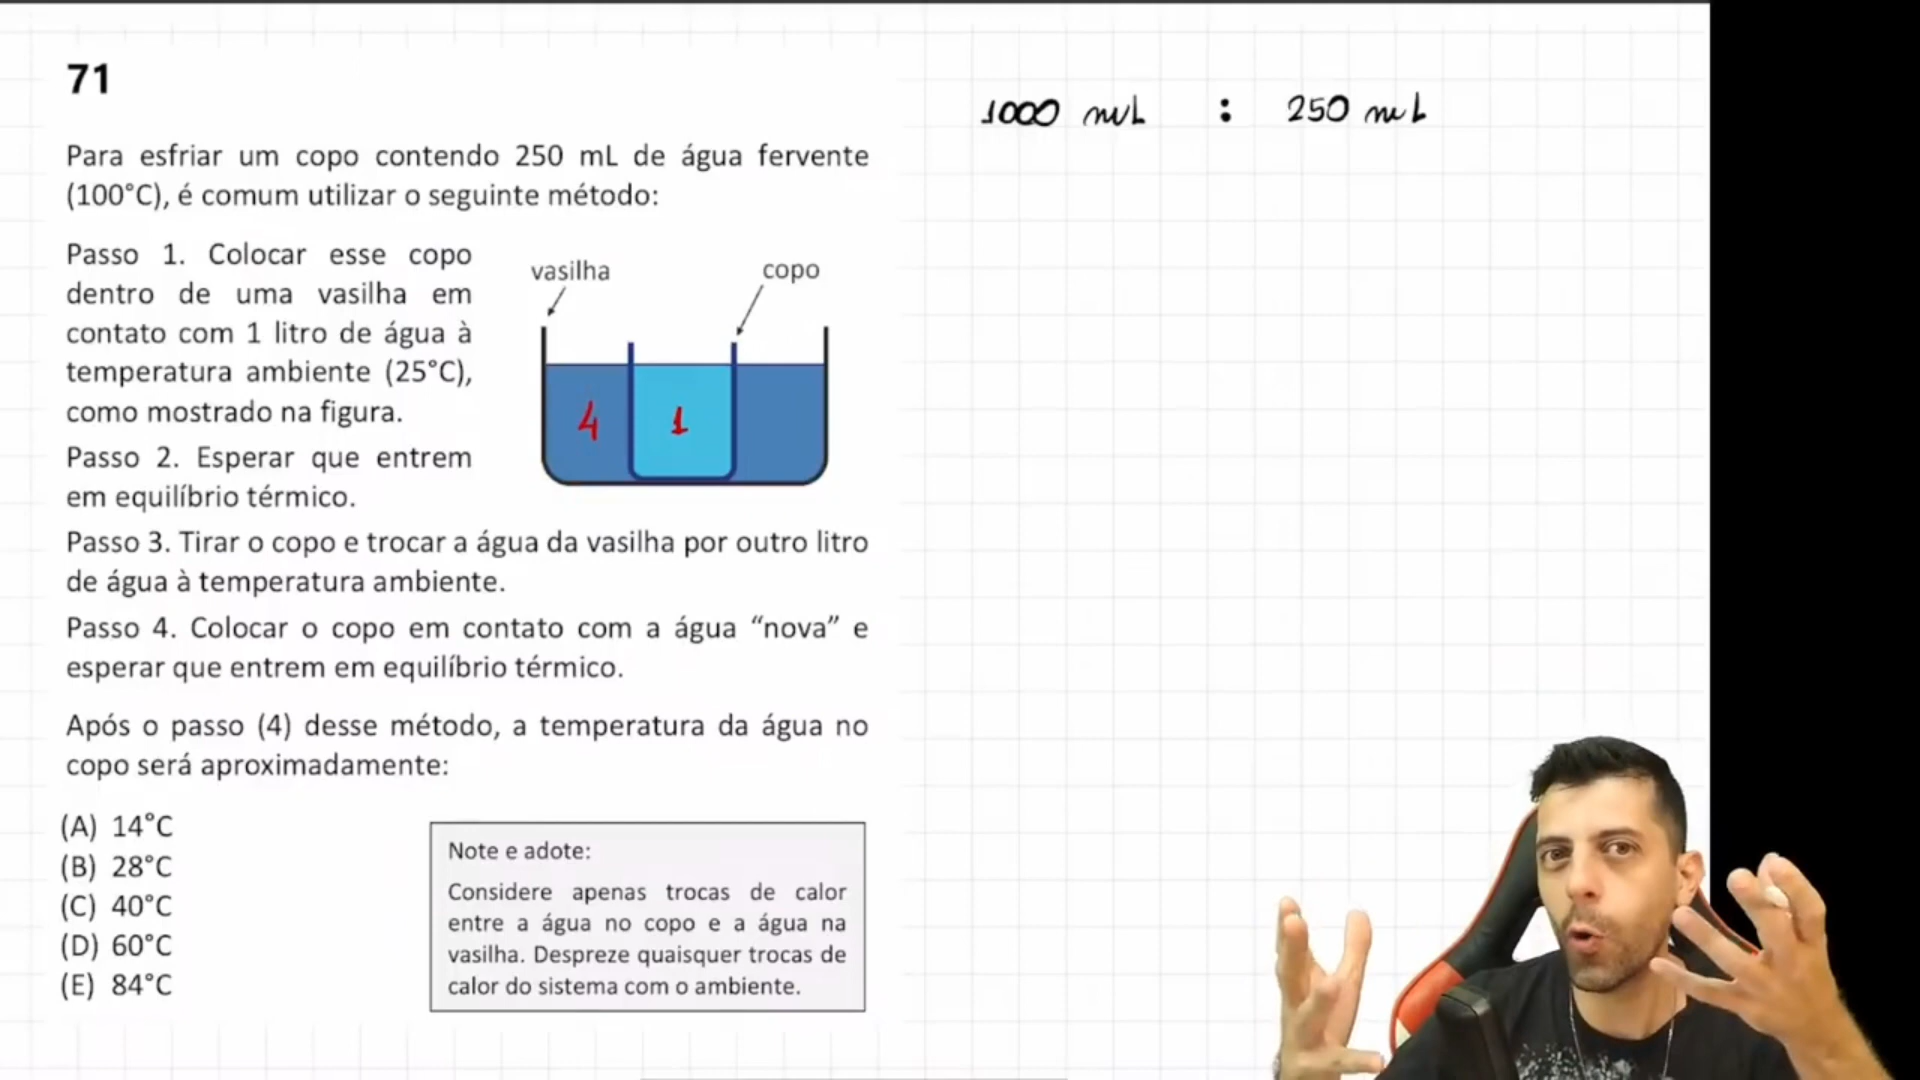 71
1000 mL : 250 mL
Para esfriar um copo contendo 250 mL de água fervente
(100°C), é comum utilizar o seguinte método:
Passo 1. Colocar esse copo
dentro de uma vasilha em
contato com 1 litro de água à
temperatura ambiente (25°C),
como mostrado na figura.
vasilha
copo
4
1
Passo 2. Esperar que entrem
em equilíbrio térmico.
Passo 3. Tirar o copo e trocar a água da vasilha por outro litro
de água à temperatura ambiente.
Passo 4. Colocar o copo em contato com a água “nova” e
esperar que entrem em equilíbrio térmico.
Após o passo (4) desse método, a temperatura da água no
copo será aproximadamente:
(A) 14°C
(B) 28°C
(C) 40°C
(D) 60°C
(E) 84°C
Note e adote:
Considere apenas trocas de calor
entre a água no copo e a água na
vasilha. Despreze quaisquer trocas de
calor do sistema com o ambiente.